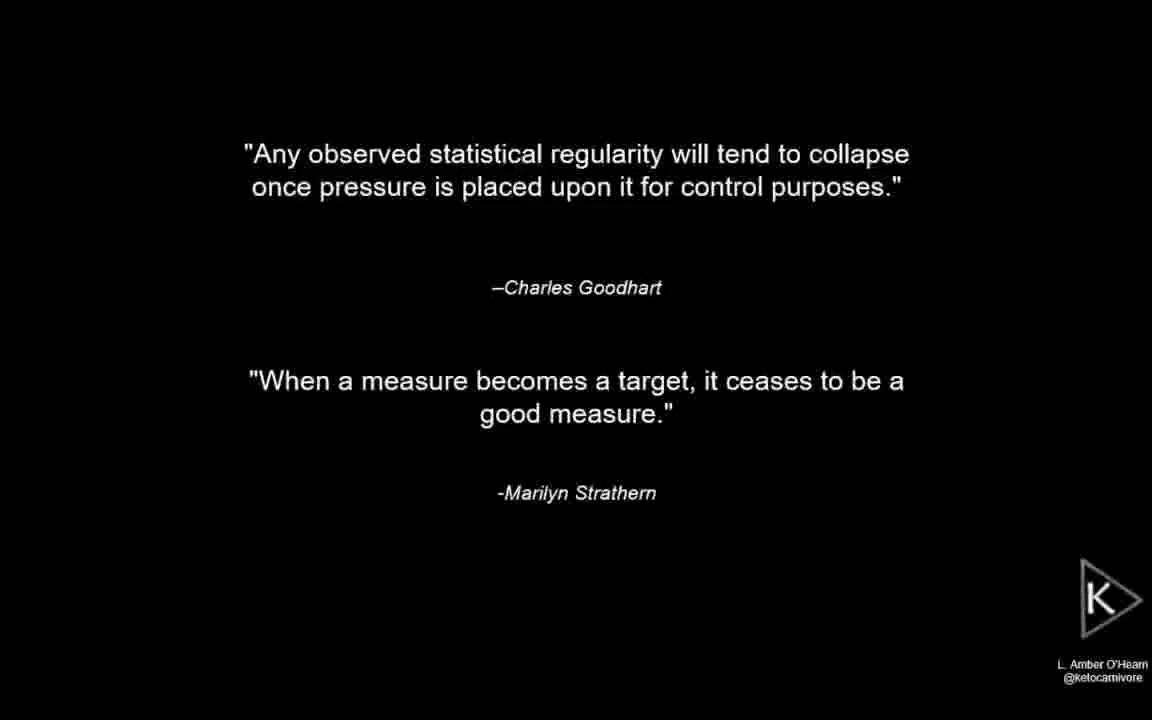 "Any observed statistical regularity will tend to collapse
once pressure is placed upon it for control purposes."
–Charles Goodhart
"When a measure becomes a target, it ceases to be a
good measure."
-Marilyn Strathern
K
L. Amber O'Hearn
@ketocarnivore